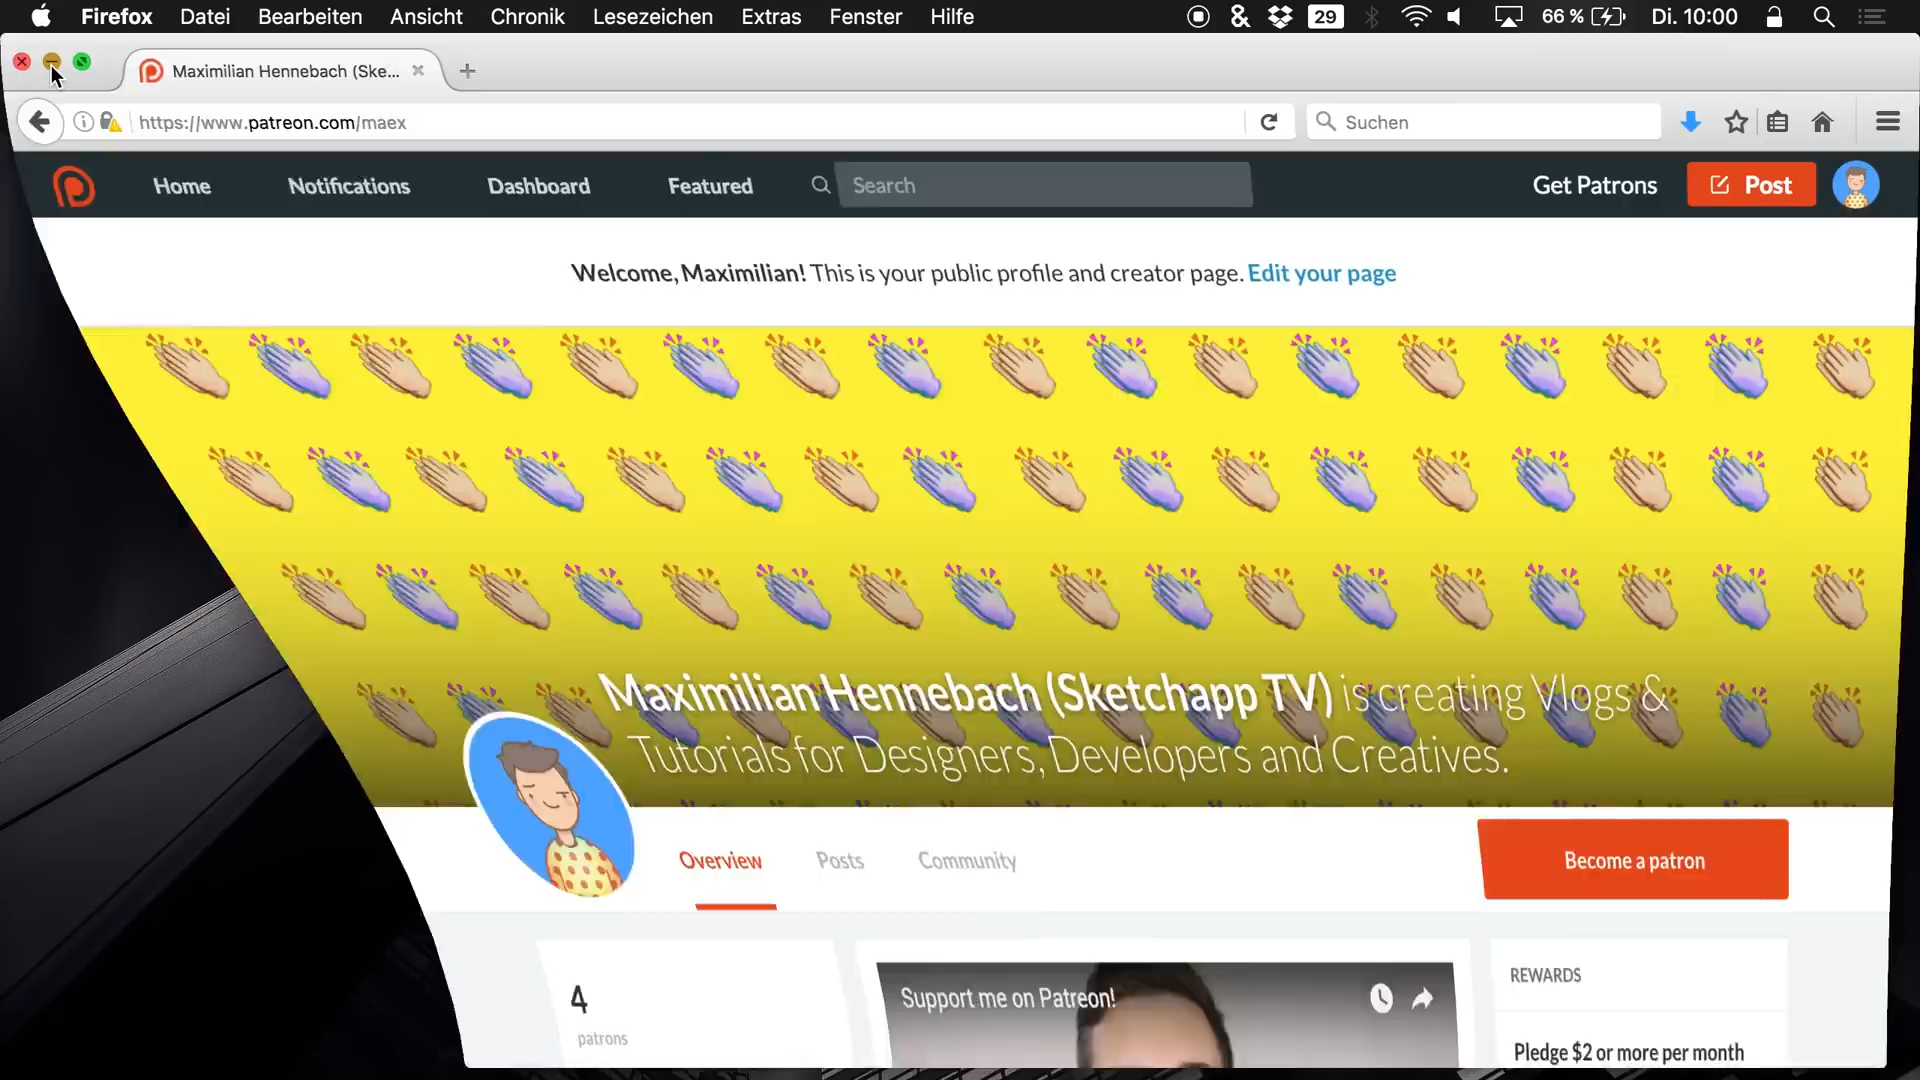 Firefox Datei Bearbeiten Ansicht Chronik Lesezeichen Extras Fenster Hilfe 29 66 % Di. 10:00
Maximilian Hennebach (Ske...
https://www.patreon.com/maex
Suchen
Home Notifications Dashboard Featured Search Get Patrons Post
Welcome, Maximilian! This is your public profile and creator page. Edit your page
Maximilian Hennebach (Sketchapp TV) is creating Vlogs &
Tutorials for Designers, Developers and Creatives.
Overview Posts Community Become a patron
4
patrons
Support me on Patreon!
REWARDS
Pledge $2 or more per month